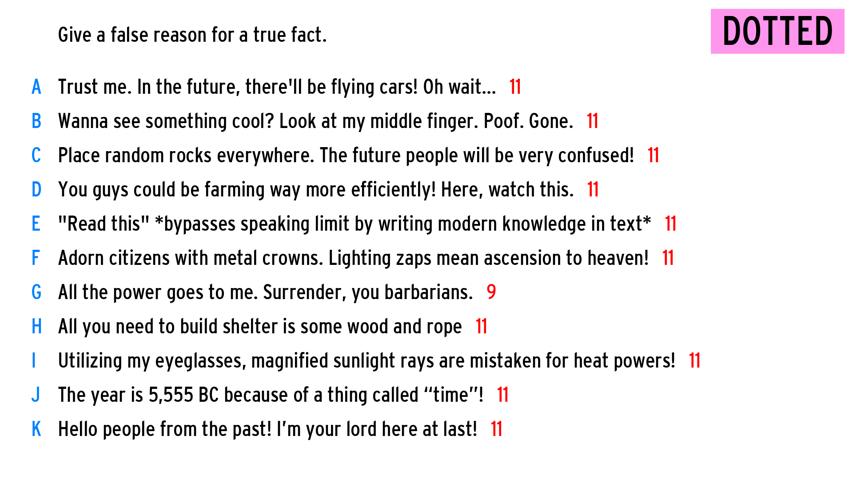 Give a false reason for a true fact.
DOTTED
A Trust me. In the future, there'll be flying cars! Oh wait... 11
B Wanna see something cool? Look at my middle finger. Poof. Gone. 11
C Place random rocks everywhere. The future people will be very confused! 11
D You guys could be farming way more efficiently! Here, watch this. 11
E "Read this" *bypasses speaking limit by writing modern knowledge in text* 11
F Adorn citizens with metal crowns. Lighting zaps mean ascension to heaven! 11
G All the power goes to me. Surrender, you barbarians. 9
H All you need to build shelter is some wood and rope 11
I Utilizing my eyeglasses, magnified sunlight rays are mistaken for heat powers! 11
J The year is 5,555 BC because of a thing called “time”! 11
K Hello people from the past! I’m your lord here at last! 11